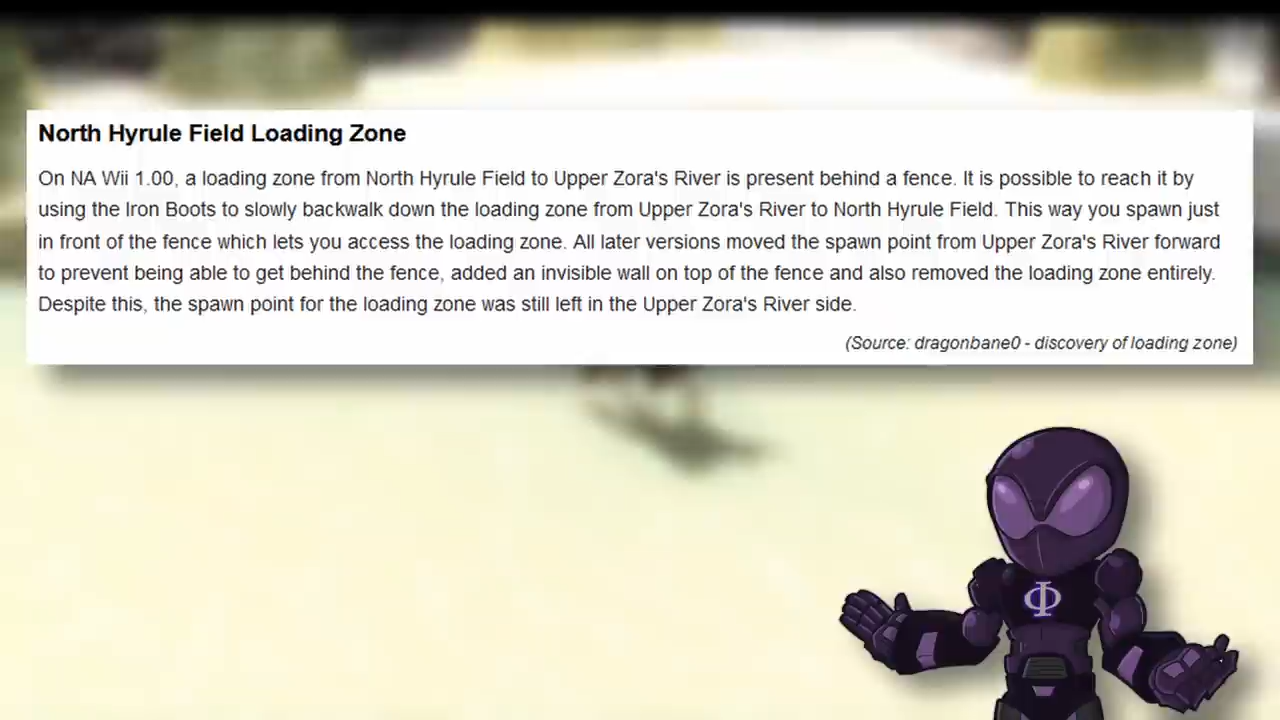 North Hyrule Field Loading Zone
On NA Wii 1.00, a loading zone from North Hyrule Field to Upper Zora's River is present behind a fence. It is possible to reach it by
using the Iron Boots to slowly backwalk down the loading zone from Upper Zora's River to North Hyrule Field. This way you spawn just
in front of the fence which lets you access the loading zone. All later versions moved the spawn point from Upper Zora's River forward
to prevent being able to get behind the fence, added an invisible wall on top of the fence and also removed the loading zone entirely.
Despite this, the spawn point for the loading zone was still left in the Upper Zora's River side.
(Source: dragonbane0 - discovery of loading zone)
Φ